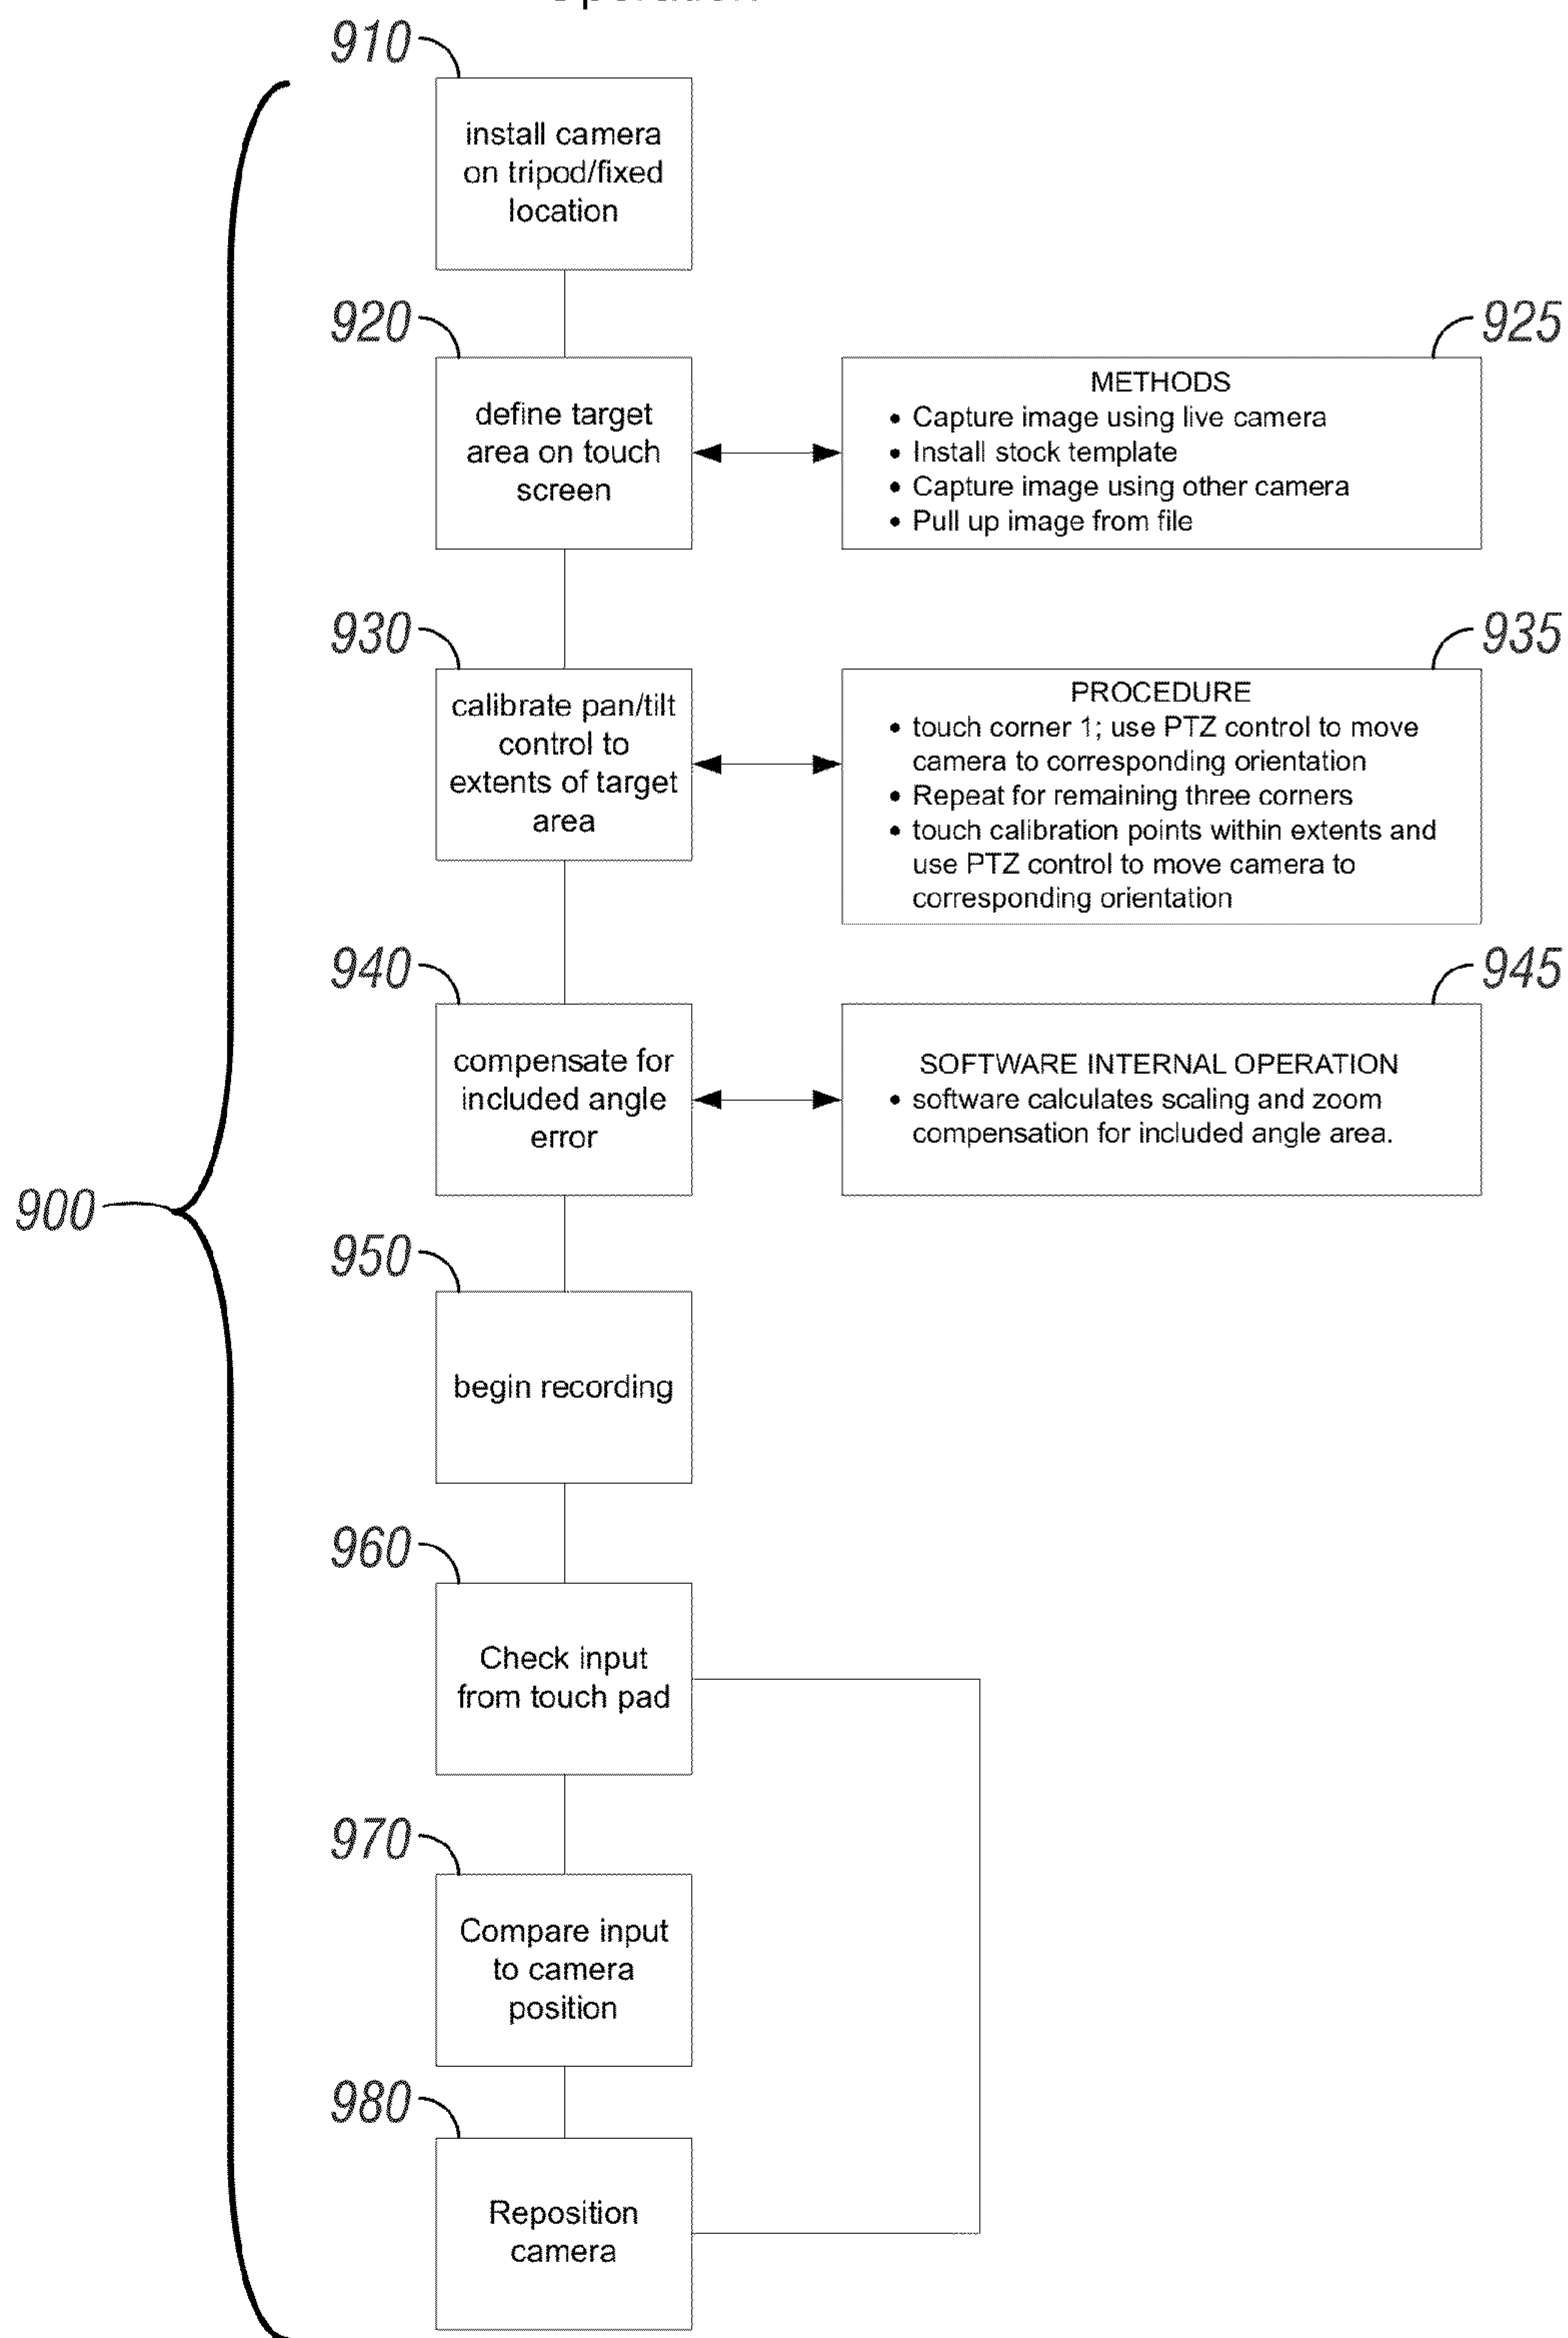 910
install camera
on tripod/fixed
location
920
define target
area on touch
screen
925
METHODS
• Capture image using live camera
• Install stock template
• Capture image using other camera
• Pull up image from file
930
calibrate pan/tilt
control to
extents of target
area
935
PROCEDURE
• touch corner 1; use PTZ control to move
camera to corresponding orientation
• Repeat for remaining three corners
• touch calibration points within extents and
use PTZ control to move camera to
corresponding orientation
940
compensate for
included angle
error
945
SOFTWARE INTERNAL OPERATION
• software calculates scaling and zoom
compensation for included angle area.
900
950
begin recording
960
Check input
from touch pad
970
Compare input
to camera
position
980
Reposition
camera